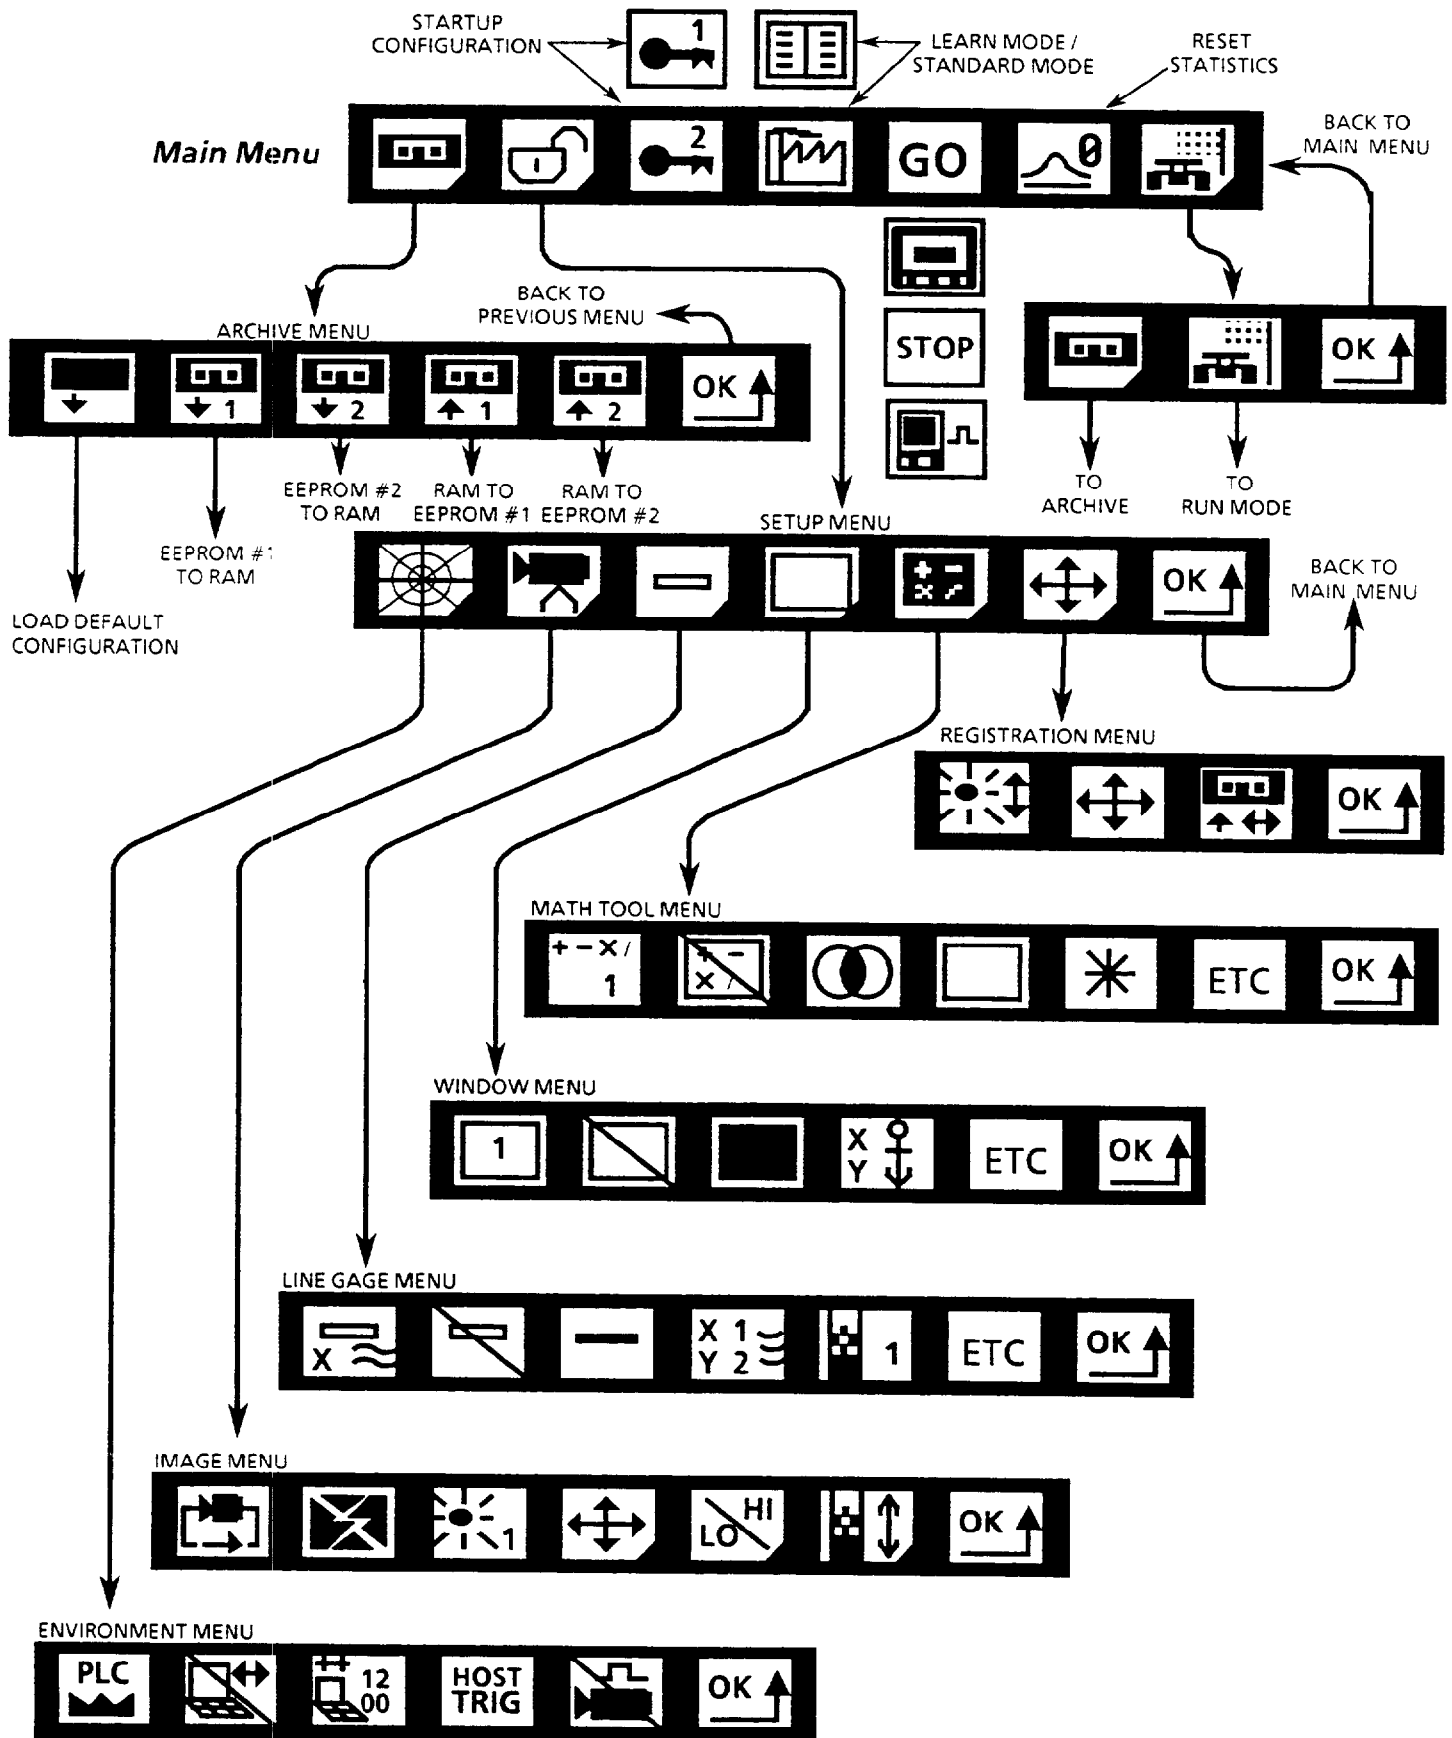 STARTUP
CONFIGURATION
1
LEARN MODE /
STANDARD MODE
RESET
STATISTICS
Main Menu
2
GO
0
BACK TO
MAIN MENU
STOP
BACK TO
PREVIOUS MENU
ARCHIVE MENU
1
2
1
2
OK
OK
EEPROM #2
TO RAM
RAM TO
EEPROM #1
RAM TO
EEPROM #2
TO
ARCHIVE
TO
RUN MODE
EEPROM #1
TO RAM
LOAD DEFAULT
CONFIGURATION
SETUP MENU
+ -
× /
OK
BACK TO
MAIN MENU
REGISTRATION MENU
OK
MATH TOOL MENU
+ - × /
1
+ -
× /
ETC
OK
WINDOW MENU
1
X
Y
ETC
OK
LINE GAGE MENU
X
X 1
Y 2
1
ETC
OK
IMAGE MENU
1
LO HI
OK
ENVIRONMENT MENU
PLC
12
00
HOST
TRIG
OK